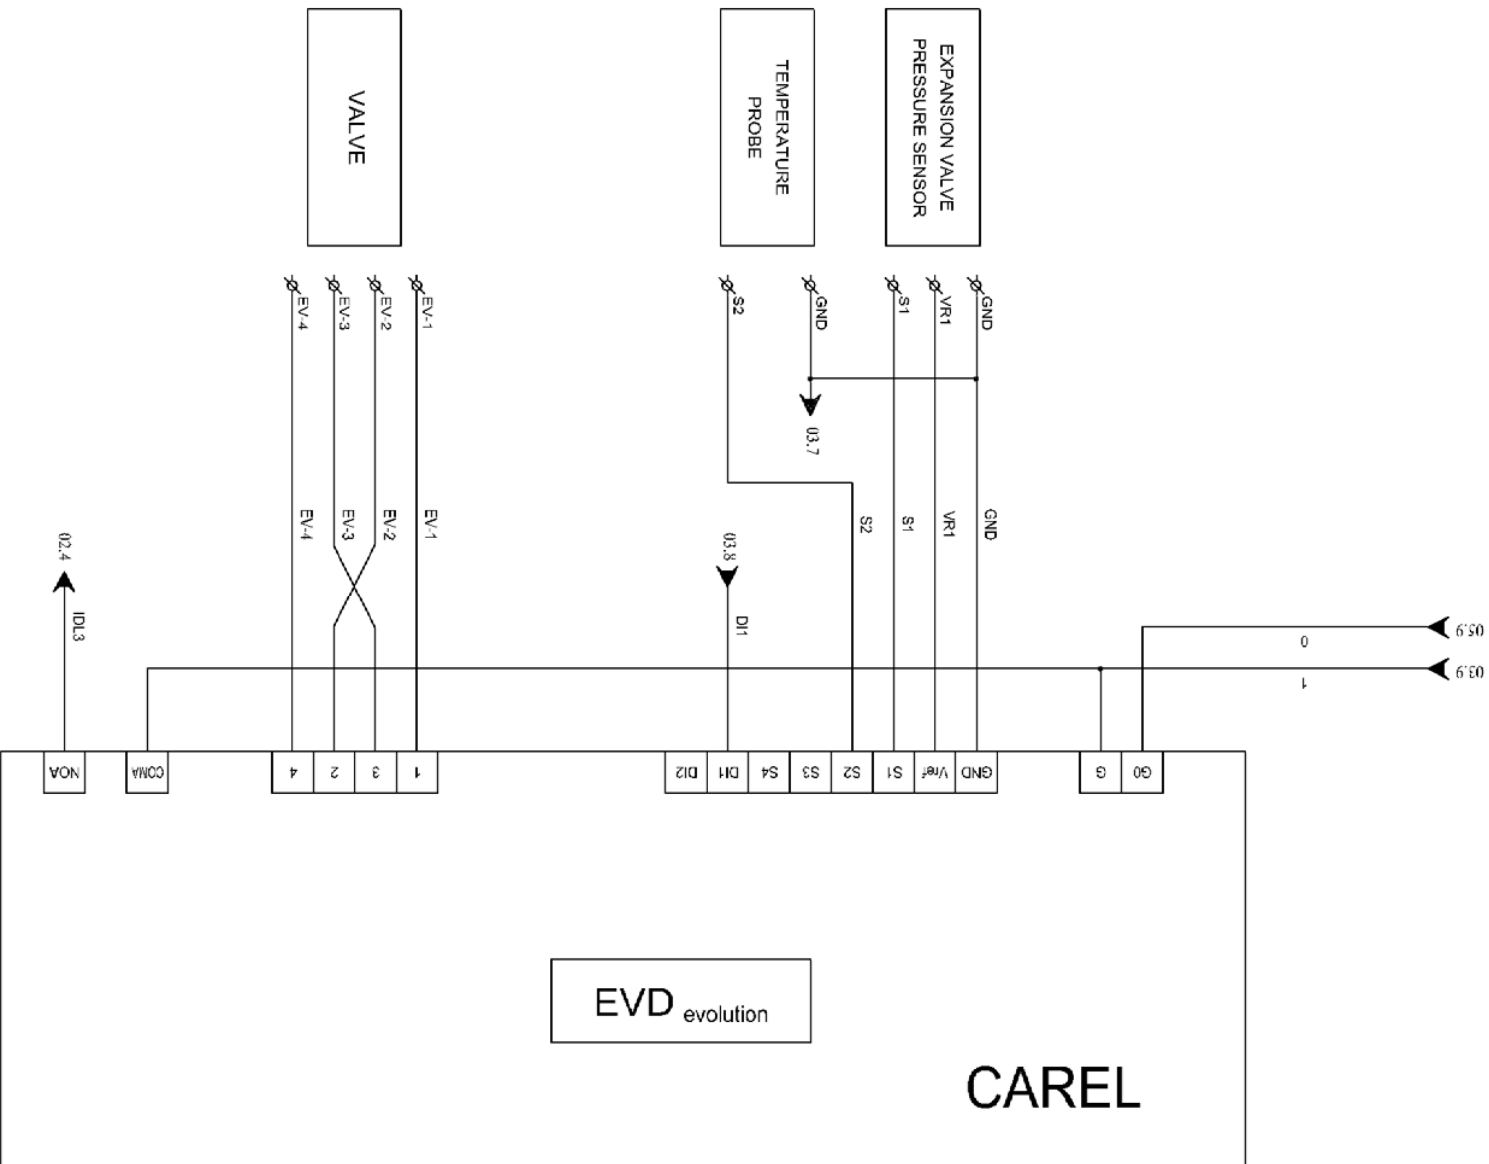 VALVE
TEMPERATURE
PROBE
EXPANSION VALVE
PRESSURE SENSOR
EV-4
EV-3
EV-2
EV-1
S2
GND
S1
VR1
GND
03.7
EV-4
EV-3
EV-2
EV-1
S2
S1
VR1
GND
02.4
IDL3
03.8
DI1
0
05.9
1
03.9
NOA
COMA
4
2
3
1
DI2
DI1
S4
S3
S2
S1
Vref
GND
G
G0
EVD evolution
CAREL